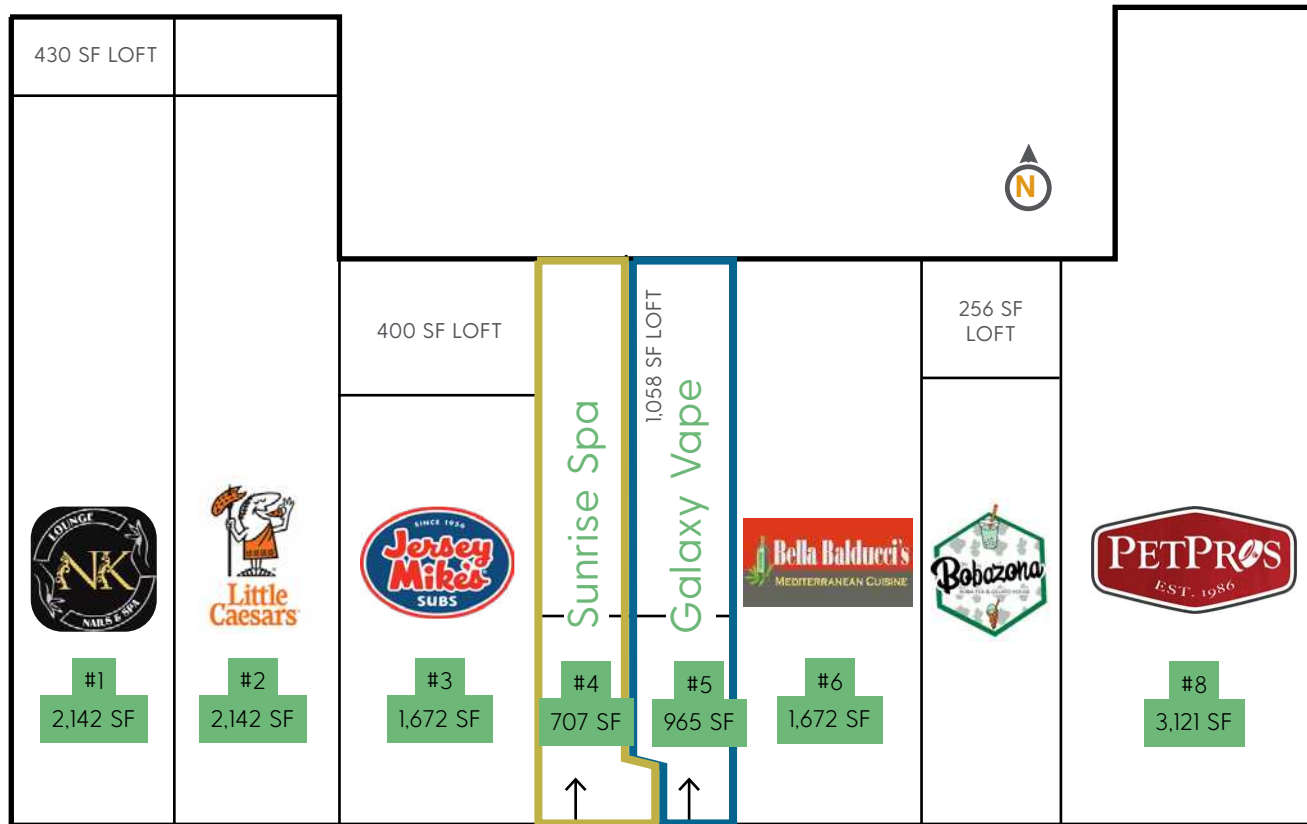 430 SF LOFT
N
400 SF LOFT
1,058 SF LOFT
256 SF
LOFT
LOUNGE
NK
NAILS & SPA
Little
Caesars
SINCE 1956
Jersey
Mike's
SUBS
Sunrise Spa
Galaxy Vape
Bella Balducci's
MEDITERRANEAN CUISINE
Bobazona
PETPROS
EST. 1986
#1
2,142 SF
#2
2,142 SF
#3
1,672 SF
#4
707 SF
#5
965 SF
#6
1,672 SF
#8
3,121 SF